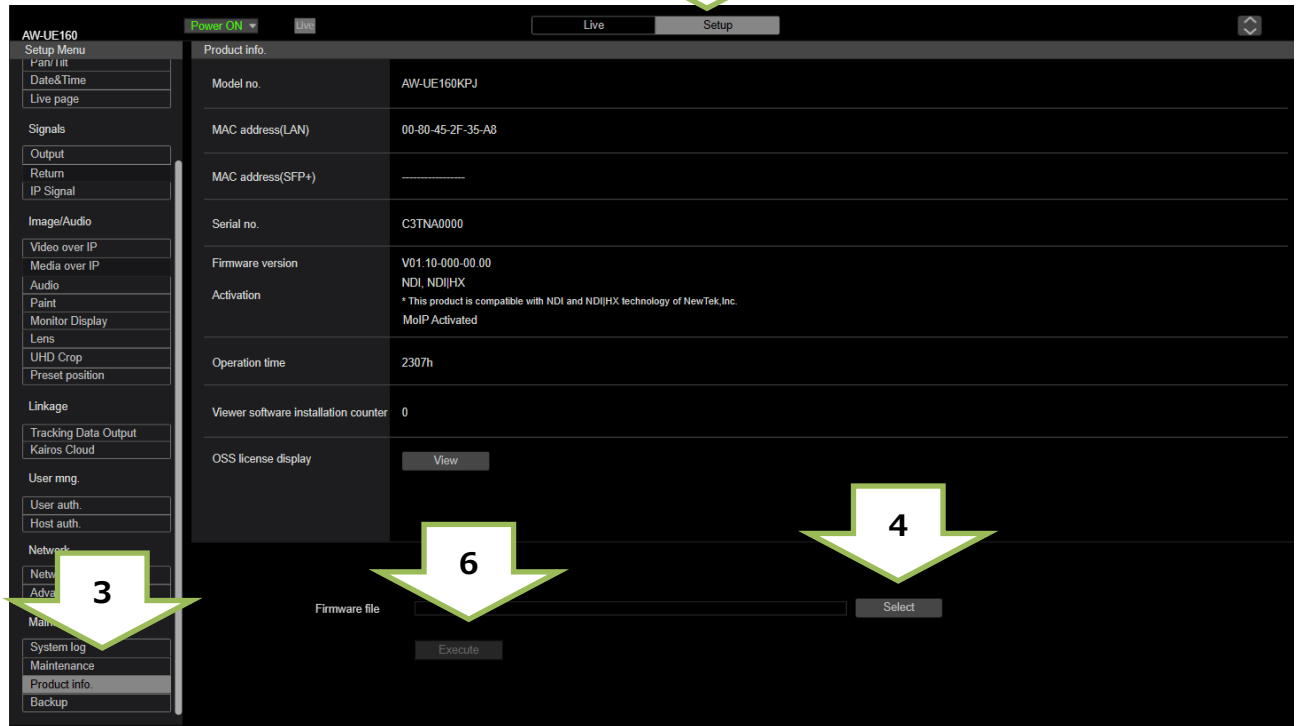 AW-UE160
Power ON
Live
Live
Setup
Setup Menu
Product info.
Pan/Tilt
Date&Time
Live page
Signals
Output
Return
IP Signal
Image/Audio
Video over IP
Media over IP
Audio
Paint
Monitor Display
Lens
UHD Crop
Preset position
Linkage
Tracking Data Output
Kairos Cloud
User mng.
User auth.
Host auth.
Network
Netw
Adva
Main
System log
Maintenance
Product info.
Backup
Model no. AW-UE160KPJ
MAC address(LAN) 00-80-45-2F-35-A8
MAC address(SFP+) -----------------
Serial no. C3TNA0000
Firmware version V01.10-000-00.00
Activation
NDI, NDI|HX
* This product is compatible with NDI and NDI|HX technology of NewTek,Inc.
MoIP Activated
Operation time 2307h
Viewer software installation counter 0
OSS license display View
Firmware file Select
Execute
3
6
4